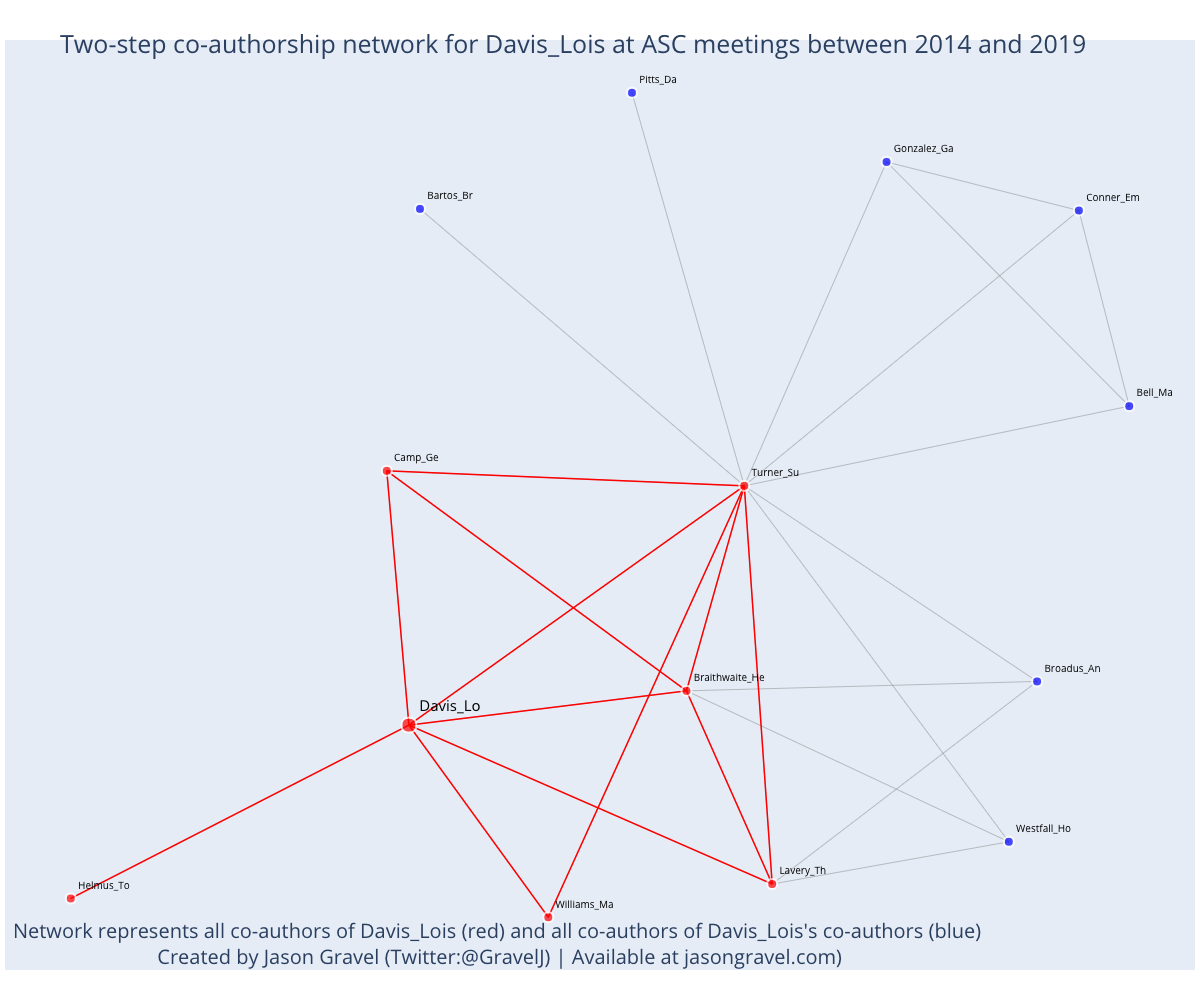 Two-step co-authorship network for Davis_Lois at ASC meetings between 2014 and 2019
Pitts_Da
Gonzalez_Ga
Bartos_Br
Conner_Em
Bell_Ma
Camp_Ge
Turner_Su
Broadus_An
Braithwaite_He
Davis_Lo
Westfall_Ho
Lavery_Th
Helmus_To
Williams_Ma
Network represents all co-authors of Davis_Lois (red) and all co-authors of Davis_Lois's co-authors (blue)
Created by Jason Gravel (Twitter:@GravelJ) | Available at jasongravel.com)